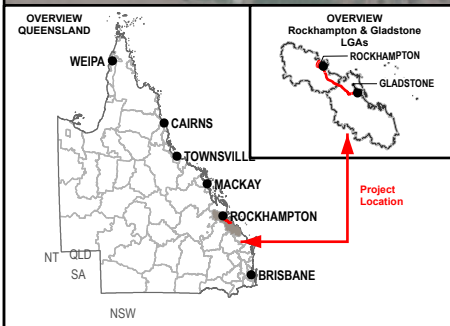 OVERVIEW
QUEENSLAND
WEIPA
CAIRNS
TOWNSVILLE
MACKAY
ROCKHAMPTON
BRISBANE
NT
QLD
SA
NSW
OVERVIEW
Rockhampton & Gladstone
LGAs
ROCKHAMPTON
GLADSTONE
Project
Location